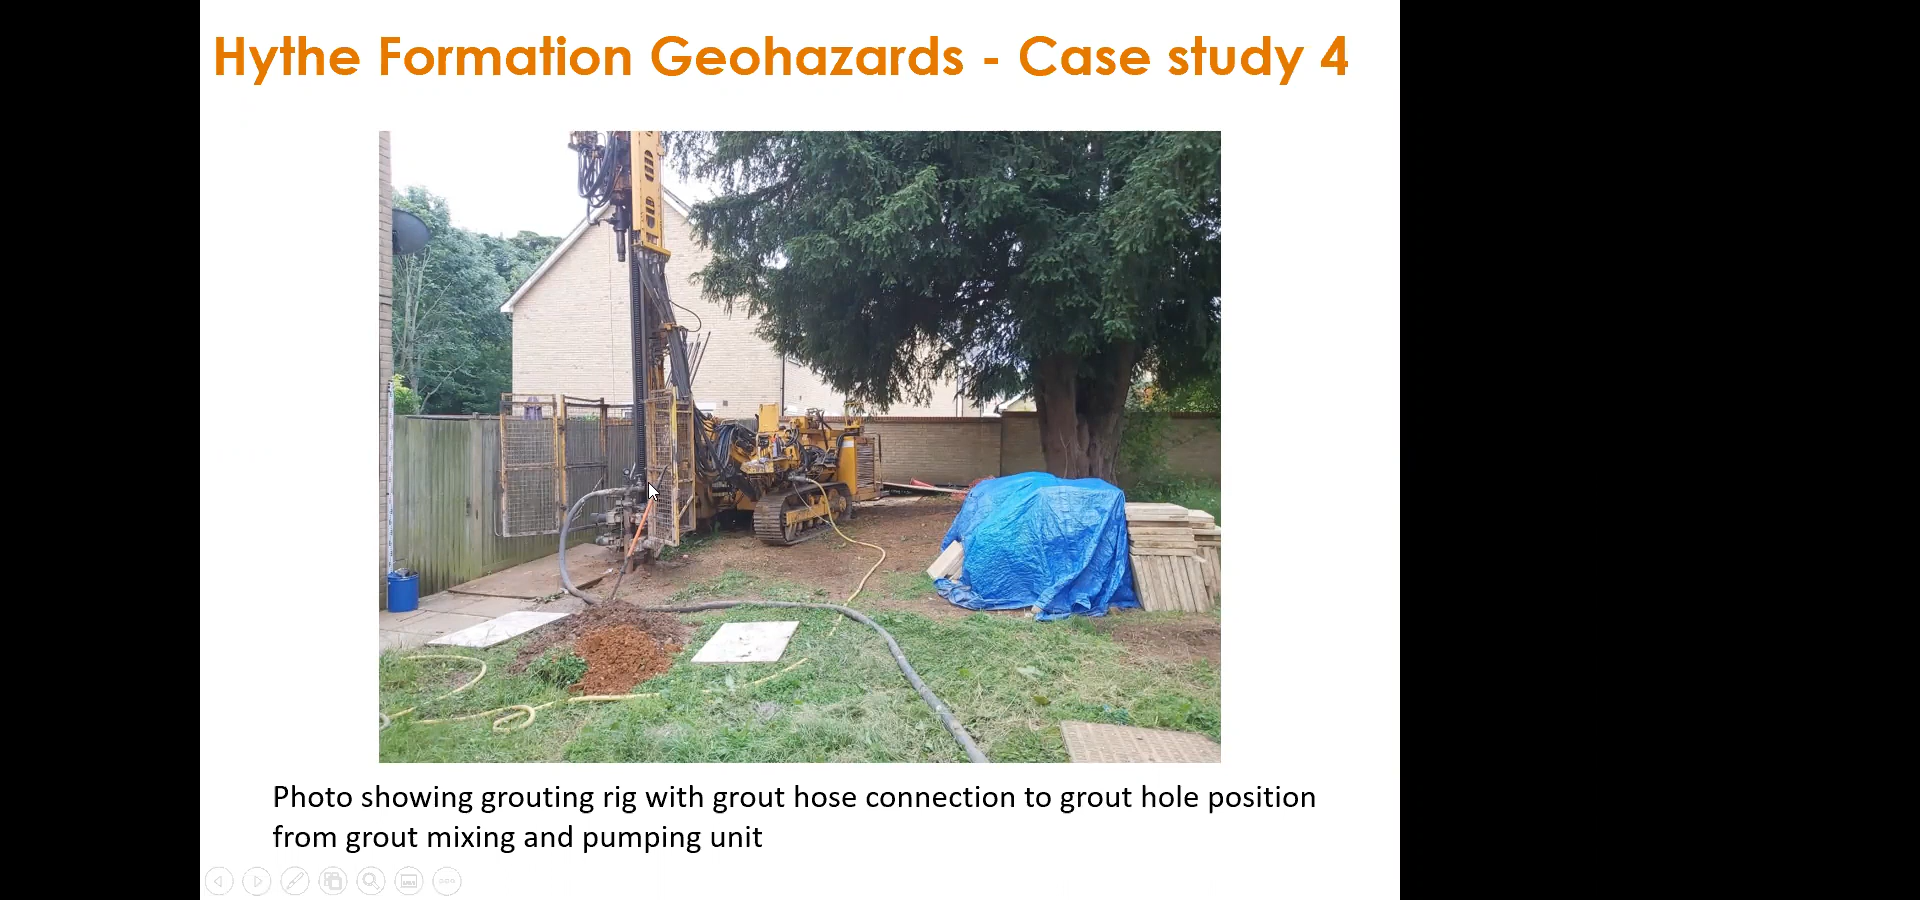 Hythe Formation Geohazards - Case study 4
Photo showing grouting rig with grout hose connection to grout hole position
from grout mixing and pumping unit